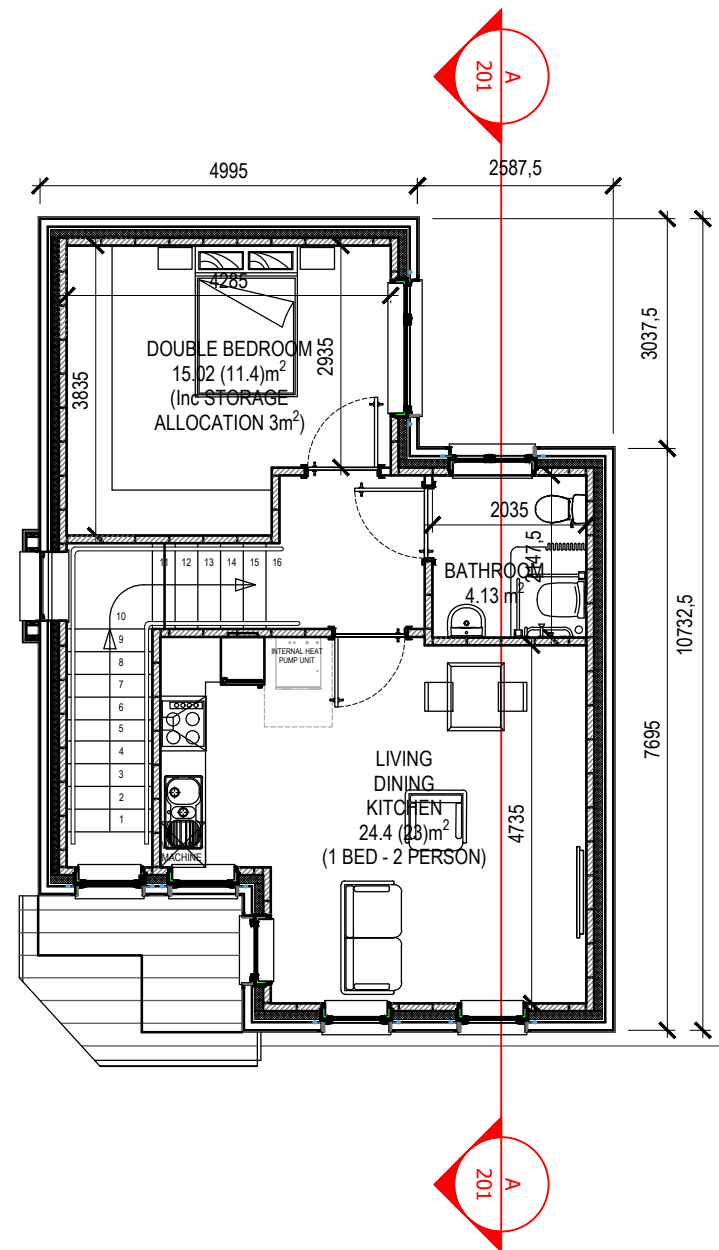 A
201
4995
2587,5
4285
DOUBLE BEDROOM
15.02 (11.4)m²
(Inc STORAGE
ALLOCATION 3m²)
2935
3835
3037,5
10732,5
7695
2035
BATHROOM
4.13 m²
11
12
13
14
15
16
10
9
8
7
6
5
4
3
2
1
INTERNAL HEAT
PUMP UNIT
LIVING
DINING
KITCHEN
24.4 (23)m²
(1 BED - 2 PERSON)
4735
MACHINE
A
201